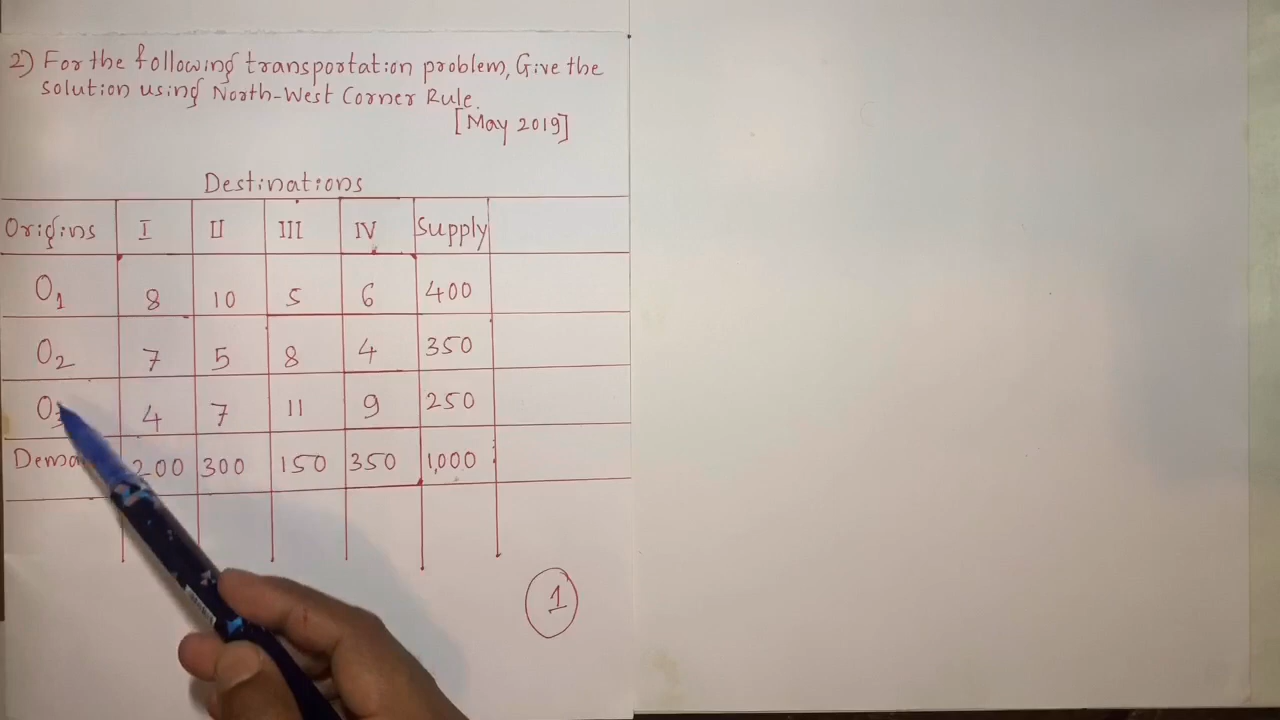 2) For the following transportation problem, Give the
solution using North-West Corner Rule.
[May 2019]
Destinations
Origins I II III IV Supply
O1 8 10 5 6 400
O2 7 5 8 4 350
7 11 9 250
4
200 300 150 350 1,000
1